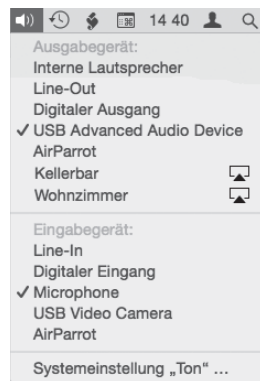 14 40
Ausgabegerät:
Interne Lautsprecher
Line-Out
Digitaler Ausgang
✓ USB Advanced Audio Device
AirParrot
Kellerbar
Wohnzimmer
Eingabegerät:
Line-In
Digitaler Eingang
✓ Microphone
USB Video Camera
AirParrot
Systemeinstellung „Ton“ ...